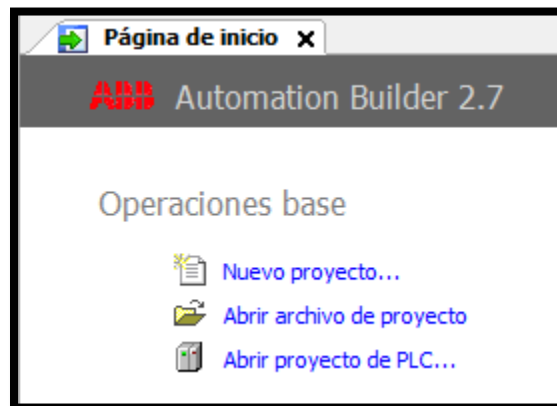 Página de inicio x
ABB Automation Builder 2.7
Operaciones base
Nuevo proyecto...
Abrir archivo de proyecto
Abrir proyecto de PLC...